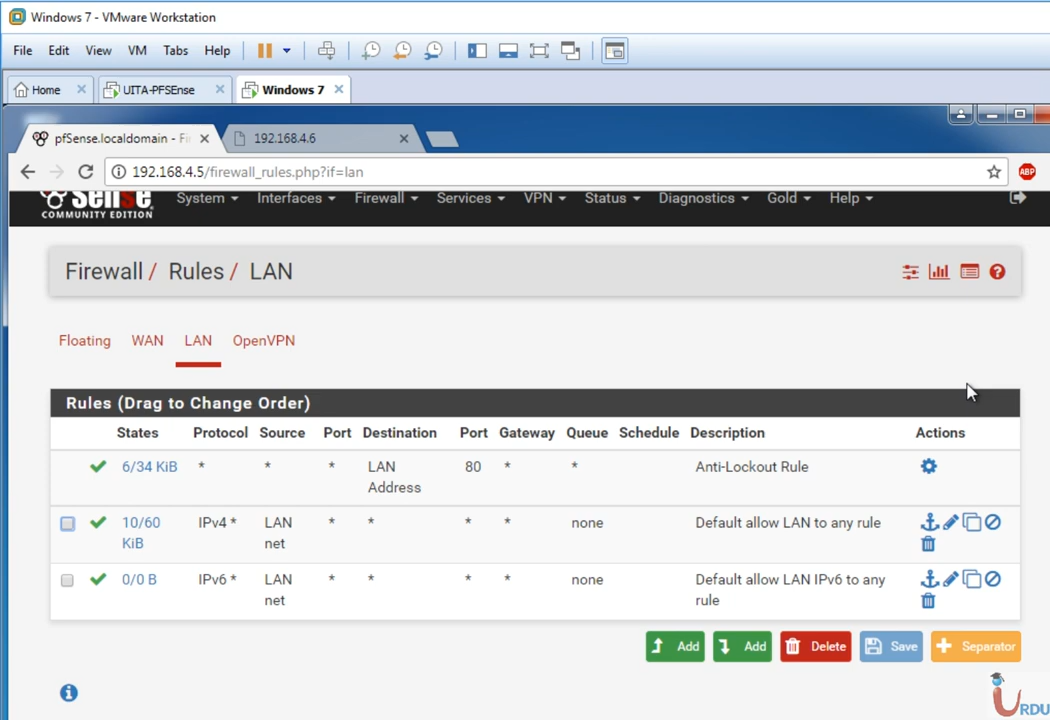 Windows 7 - VMware Workstation
File Edit View VM Tabs Help
Home UITA-PFSEnse Windows 7
pfSense.localdomain - Fi 192.168.4.6
192.168.4.5/firewall_rules.php?if=lan ABP
Sense
COMMUNITY EDITION
System Interfaces Firewall Services VPN Status Diagnostics Gold Help
Firewall / Rules / LAN
Floating WAN LAN OpenVPN
Rules (Drag to Change Order)
States Protocol Source Port Destination Port Gateway Queue Schedule Description Actions
6/34 KiB * * * LAN Address 80 * * Anti-Lockout Rule
10/60 KiB IPv4 * LAN net * * * * none Default allow LAN to any rule
0/0 B IPv6 * LAN net * * * * none Default allow LAN IPv6 to any rule
Add Add Delete Save Separator
URDU